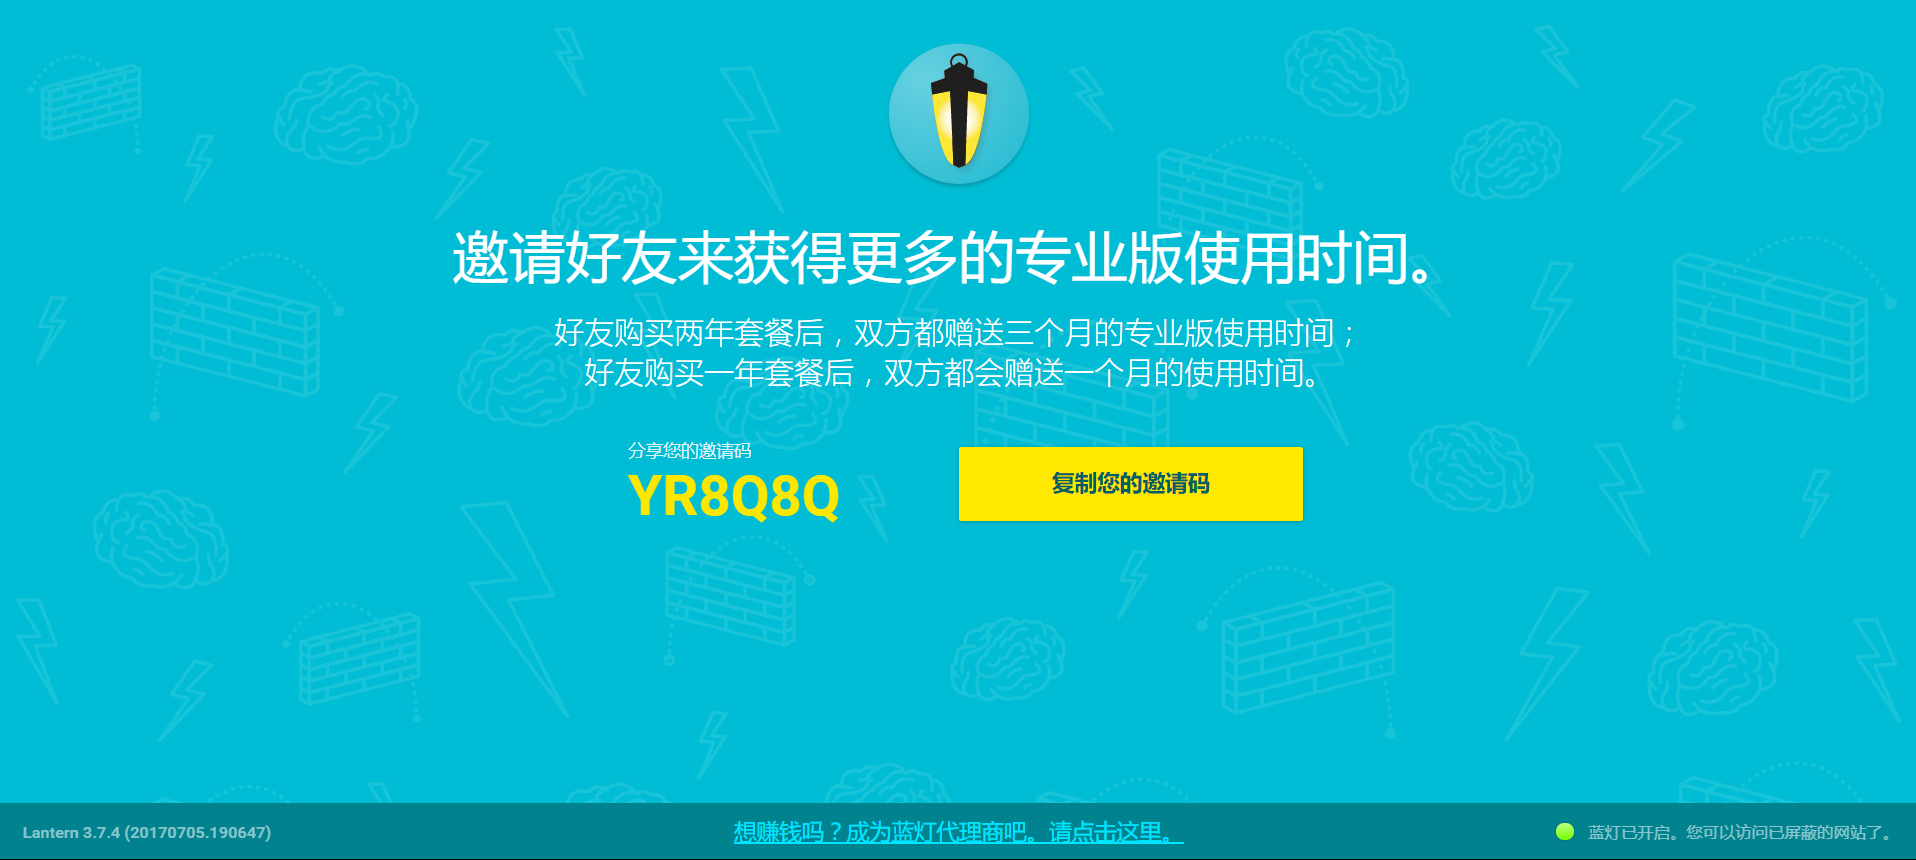 邀请好友来获得更多的专业版使用时间。
好友购买两年套餐后，双方都赠送三个月的专业版使用时间；
好友购买一年套餐后，双方都会赠送一个月的使用时间。
分享您的邀请码
YR8Q8Q
复制您的邀请码
Lantern 3.7.4 (20170705.190647)
想赚钱吗？成为蓝灯代理商吧。请点击这里。
蓝灯已开启。您可以访问已屏蔽的网站了。